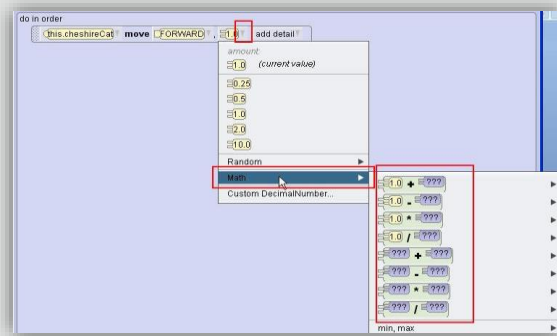 do in order
this.cheshireCat move FORWARD , 1.0 add detail
amount:
1.0 (current value)
0.25
0.5
1.0
2.0
10.0
Random
Math
Custom DecimalNumber...
1.0 + ???
1.0 - ???
1.0 * ???
1.0 / ???
??? + ???
??? - ???
??? * ???
??? / ???
min, max